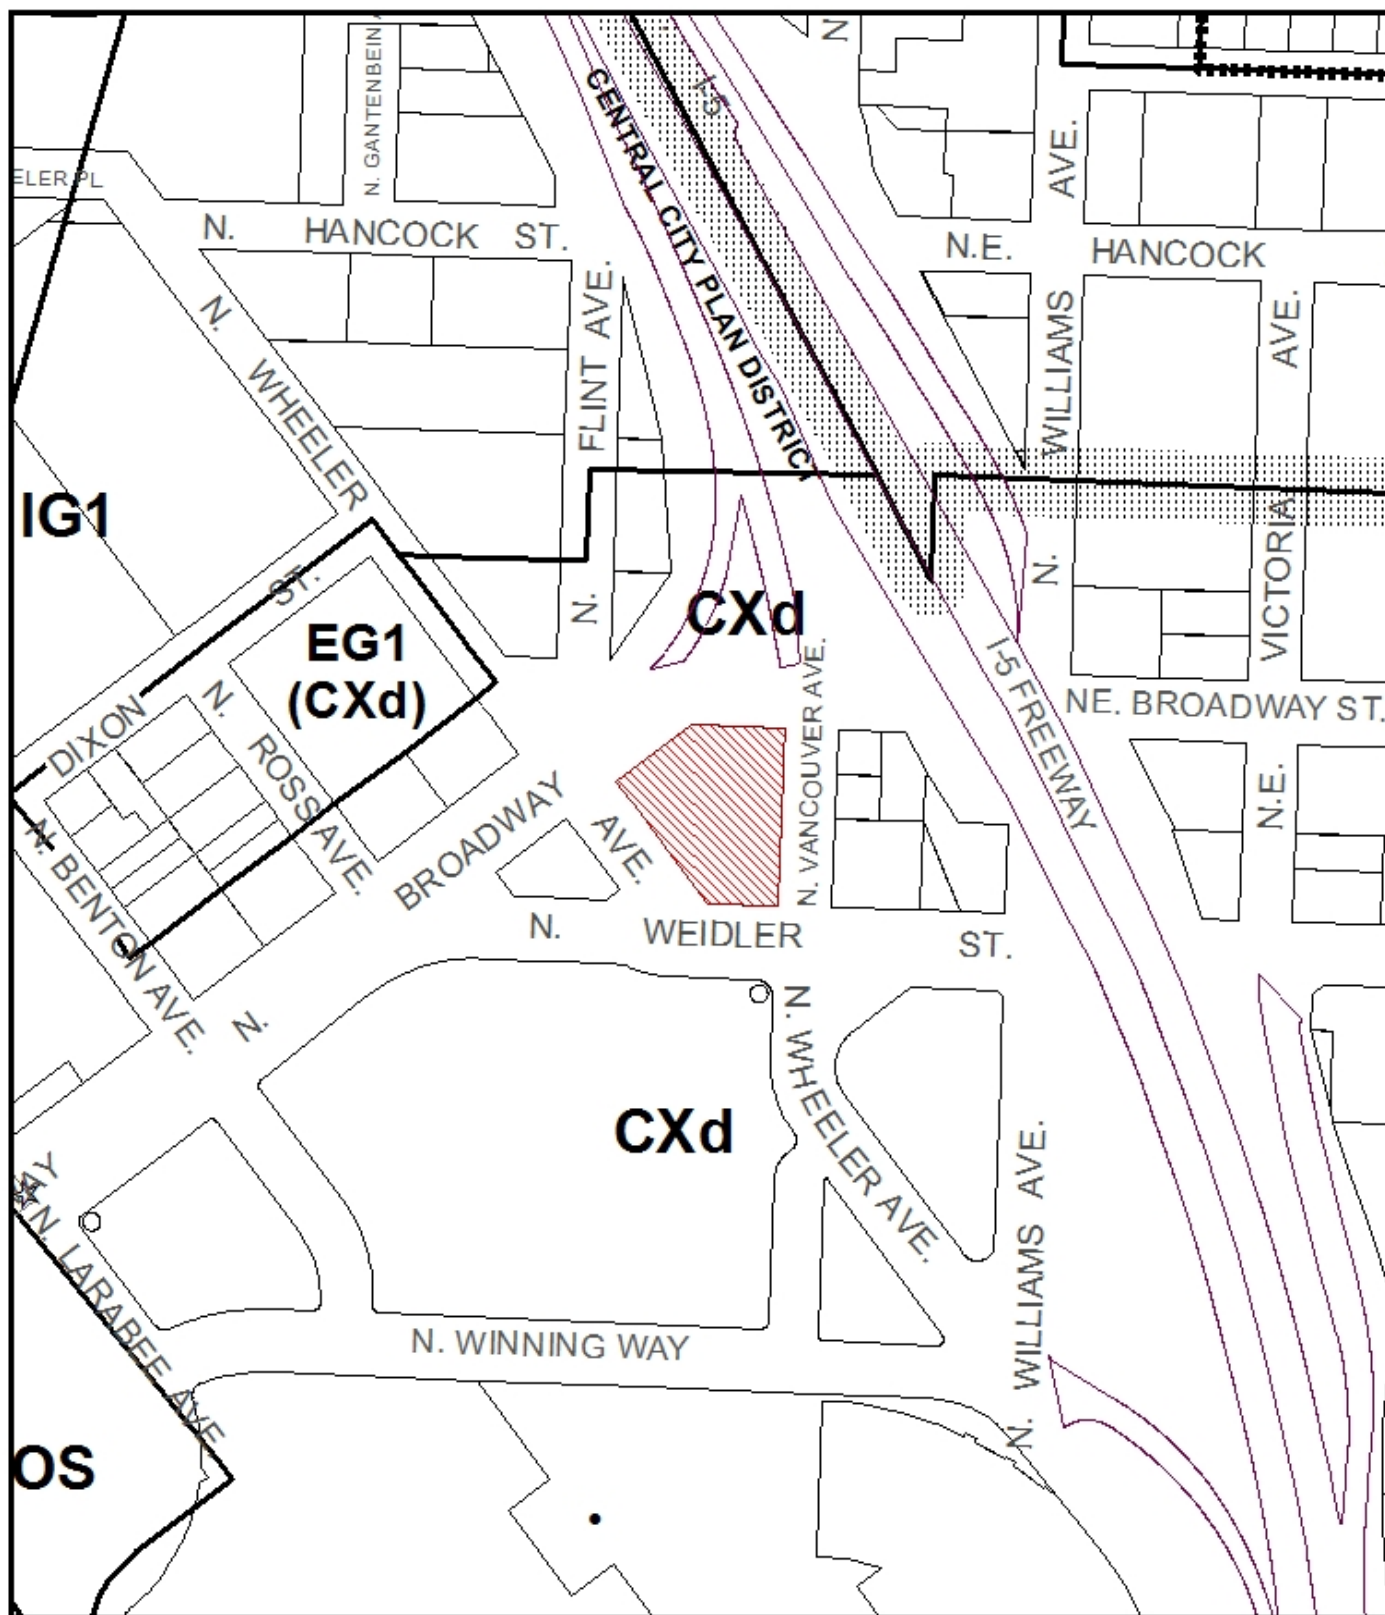 N. GANTENBEIN
N
I-5
CENTRAL CITY PLAN DISTRICT
AVE.
ELER PL
N. HANCOCK ST.
N.E. HANCOCK
N. WHEELER
FLINT AVE.
N.
WILLIAMS
N.
AVE.
VICTORIA
N.E.
IG1
ST.
DIXON
EG1
(CXd)
CXd
I-5 FREEWAY
NE. BROADWAY ST.
N. ROSS AVE.
N. VANCOUVER AVE.
BROADWAY
N.
AVE.
N. BENTON AVE.
N. WEIDLER ST.
N. WHEELER AVE.
CXd
N. WILLIAMS AVE.
AY
N. LARABEE AVE.
N. WINNING WAY
OS